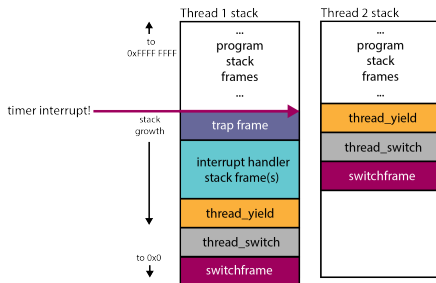 Thread 1 stack
Thread 2 stack
to
0xFFFF FFFF
...
program
stack
frames
...
...
program
stack
frames
...
timer interrupt!
stack
growth
trap frame
interrupt handler
stack frame(s)
thread_yield
thread_switch
switchframe
thread_yield
thread_switch
switchframe
to 0x0